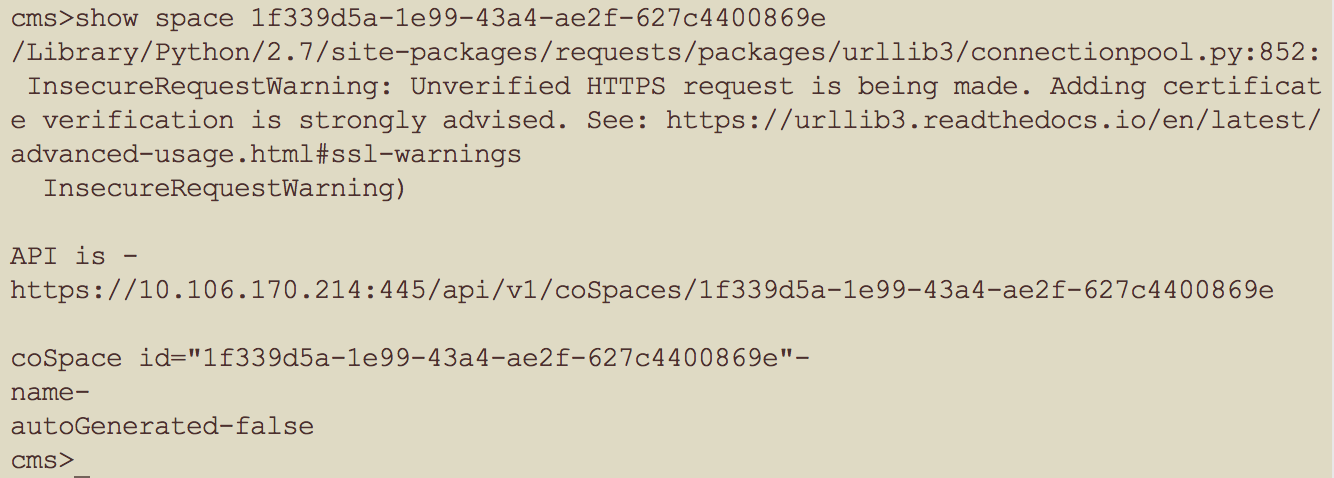 cms>show space 1f339d5a-1e99-43a4-ae2f-627c4400869e
/Library/Python/2.7/site-packages/requests/packages/urllib3/connectionpool.py:852:
 InsecureRequestWarning: Unverified HTTPS request is being made. Adding certificat
e verification is strongly advised. See: https://urllib3.readthedocs.io/en/latest/
advanced-usage.html#ssl-warnings
  InsecureRequestWarning)

API is -
https://10.106.170.214:445/api/v1/coSpaces/1f339d5a-1e99-43a4-ae2f-627c4400869e

coSpace id="1f339d5a-1e99-43a4-ae2f-627c4400869e"-
name-
autoGenerated-false
cms>_